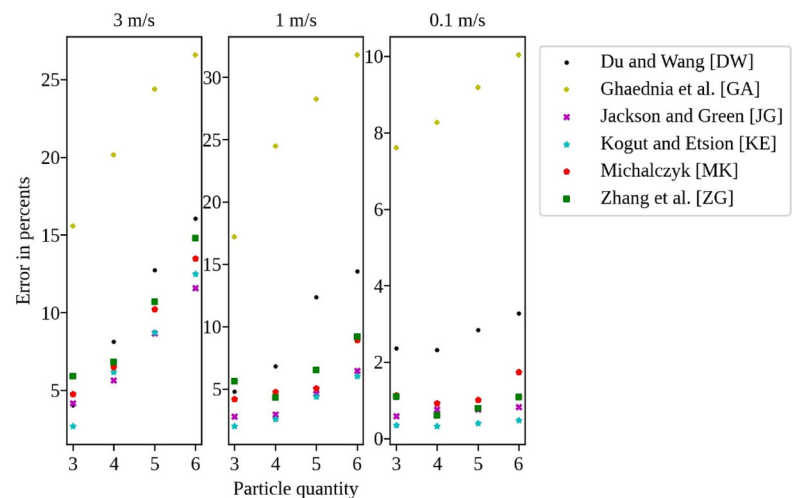 3 m/s
1 m/s
0.1 m/s
Error in percents
25
20
15
10
5
3 4 5 6
30
25
20
15
10
5
3 4 5 6
10
8
6
4
2
0
3 4 5 6
Particle quantity
Du and Wang [DW]
Ghaednia et al. [GA]
Jackson and Green [JG]
Kogut and Etsion [KE]
Michalczyk [MK]
Zhang et al. [ZG]